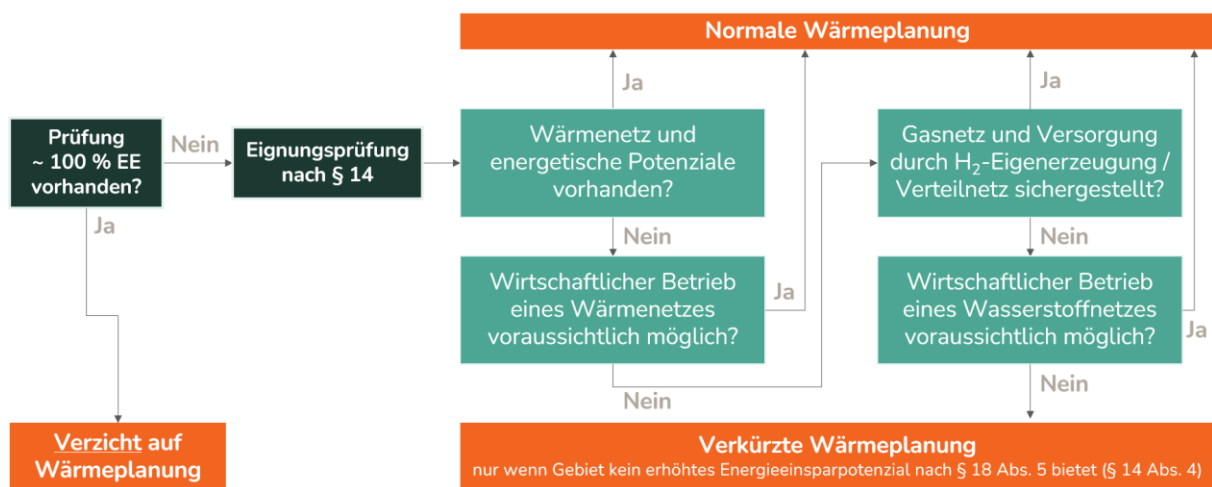 Normale Wärmeplanung
Ja
Ja
Prüfung
~ 100 % EE
vorhanden?
Nein
Eignungsprüfung
nach § 14
Wärmenetz und
energetische Potenziale
vorhanden?
Gasnetz und Versorgung
durch H₂-Eigenerzeugung /
Verteilnetz sichergestellt?
Ja
Nein
Nein
Wirtschaftlicher Betrieb
eines Wärmenetzes
voraussichtlich möglich?
Ja
Wirtschaftlicher Betrieb
eines Wasserstoffnetzes
voraussichtlich möglich?
Ja
Nein
Nein
Verzicht auf
Wärmeplanung
Verkürzte Wärmeplanung
nur wenn Gebiet kein erhöhtes Energieeinsparpotenzial nach § 18 Abs. 5 bietet (§ 14 Abs. 4)